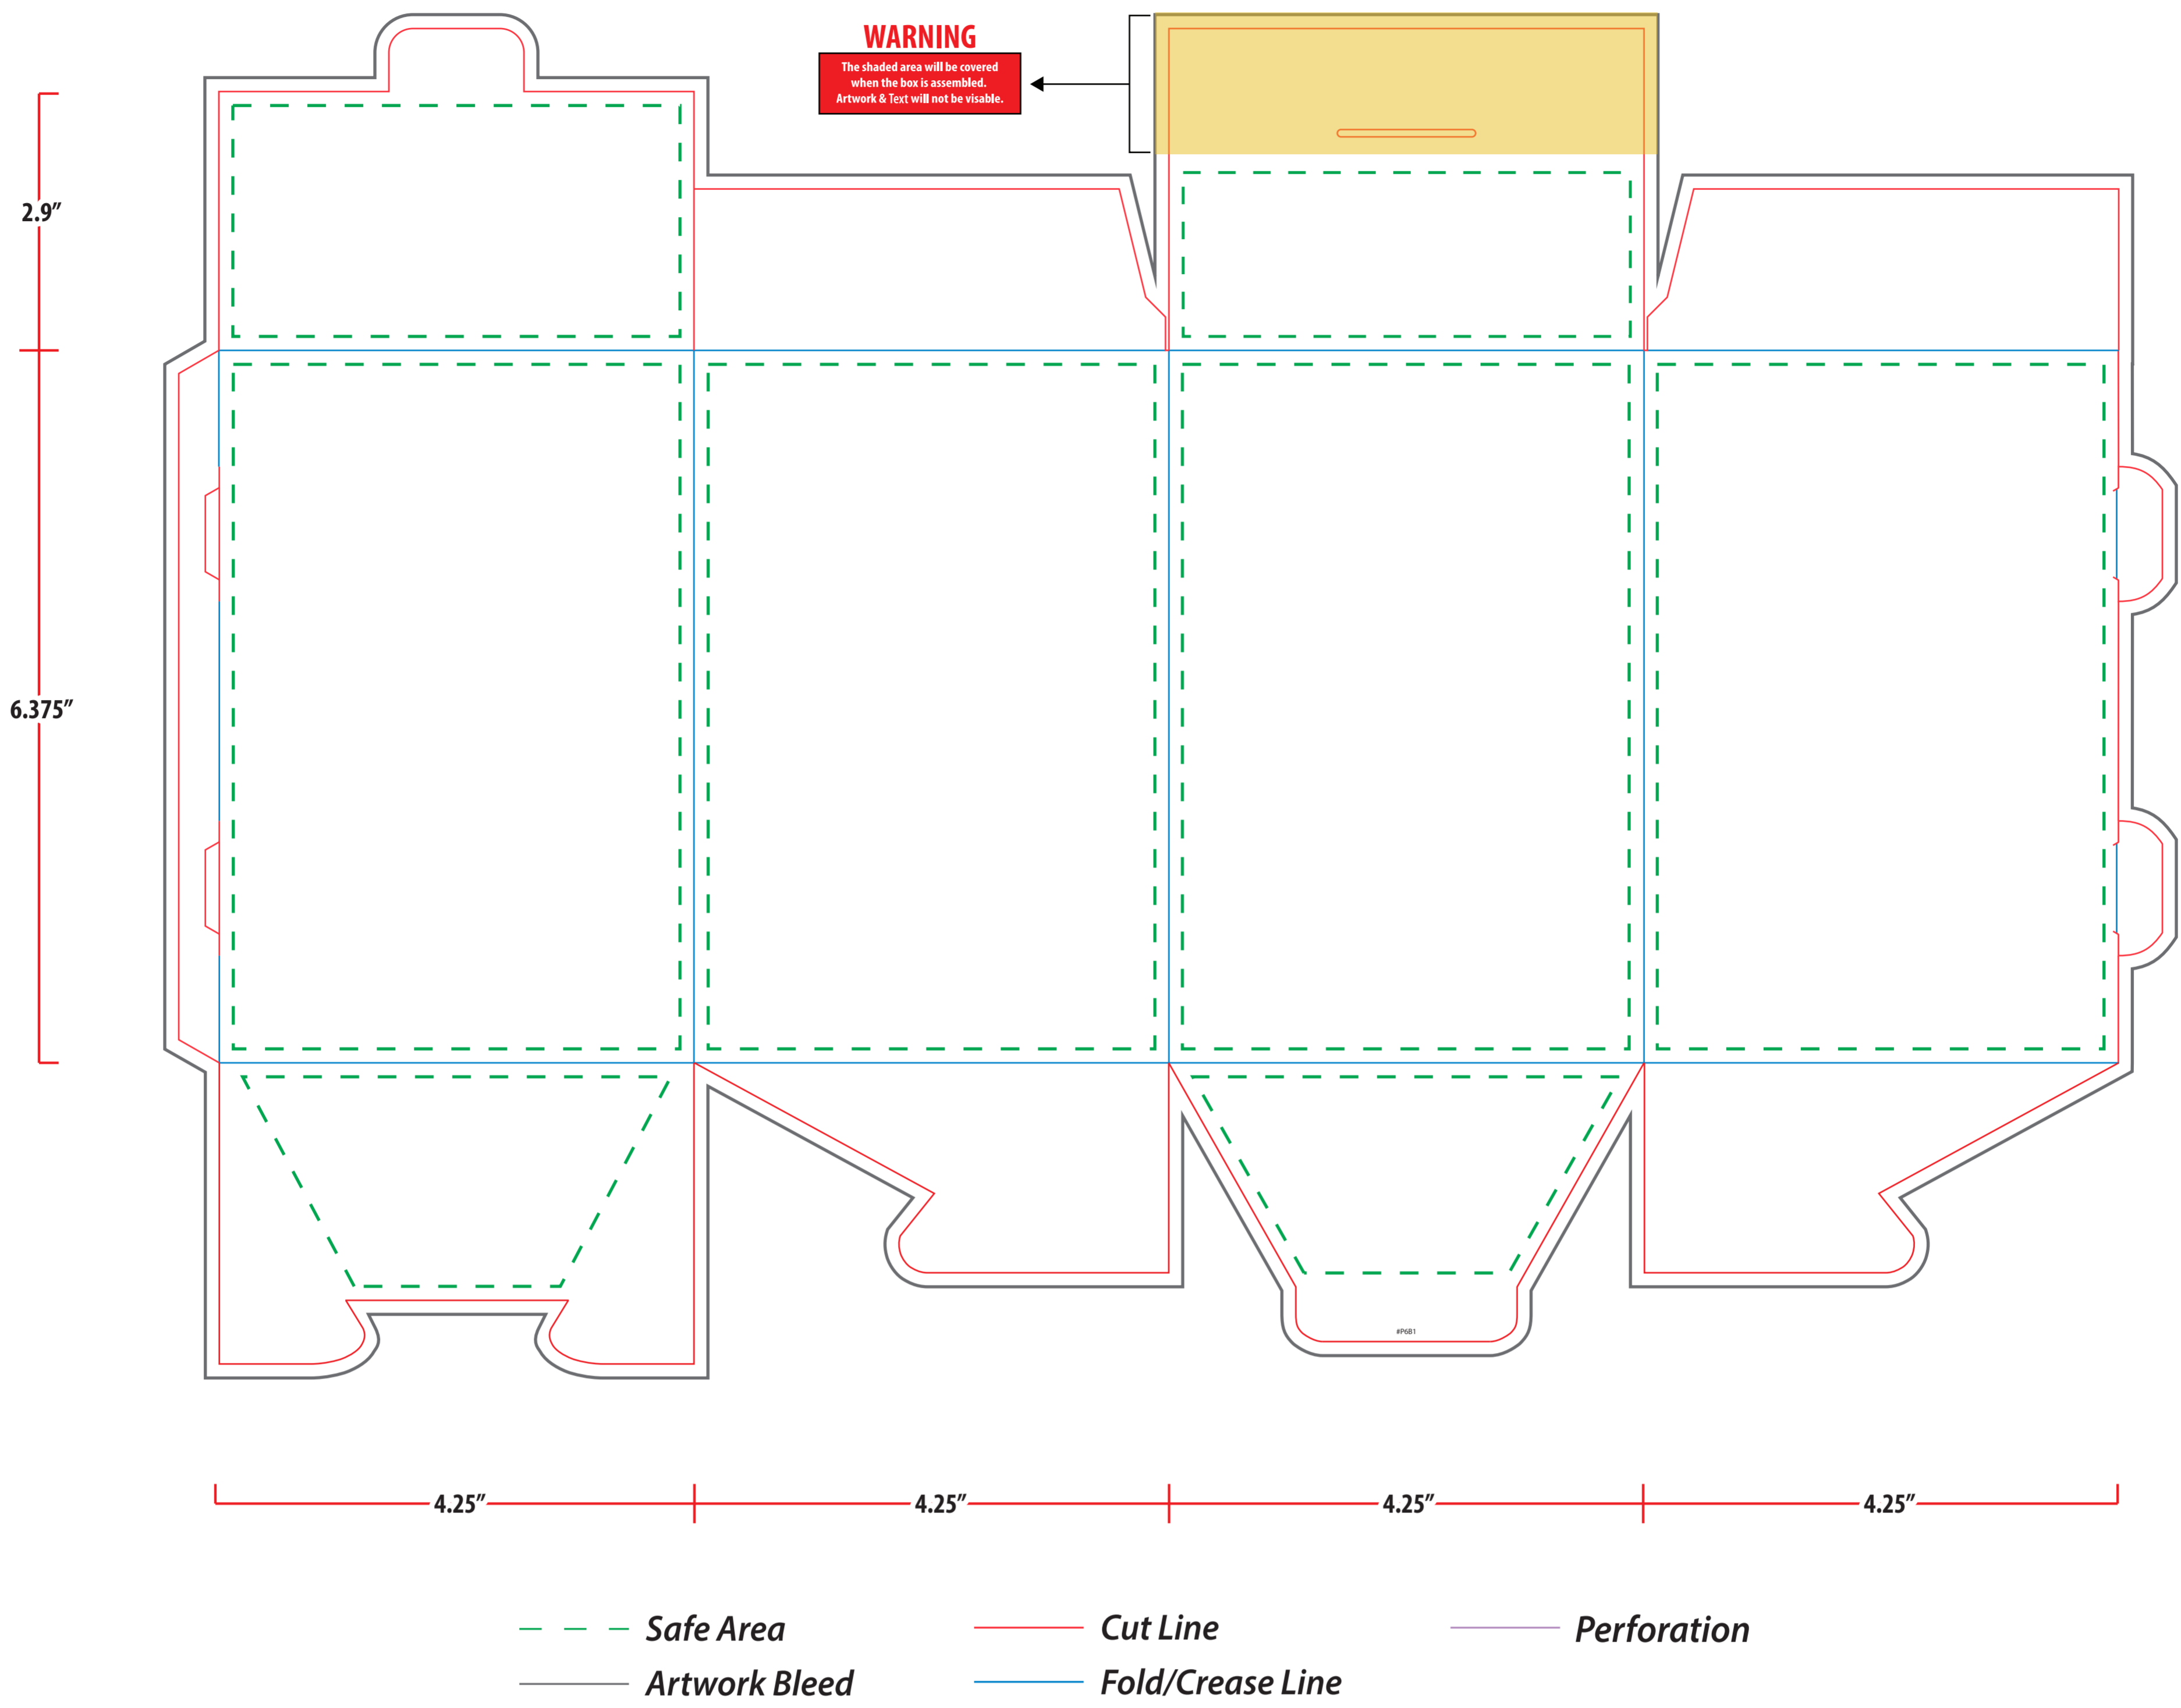 WARNING
The shaded area will be covered
when the box is assembled.
Artwork & Text will not be visable.
2.9"
6.375"
#P6B1
4.25" 4.25" 4.25" 4.25"
Safe Area Cut Line Perforation
Artwork Bleed Fold/Crease Line